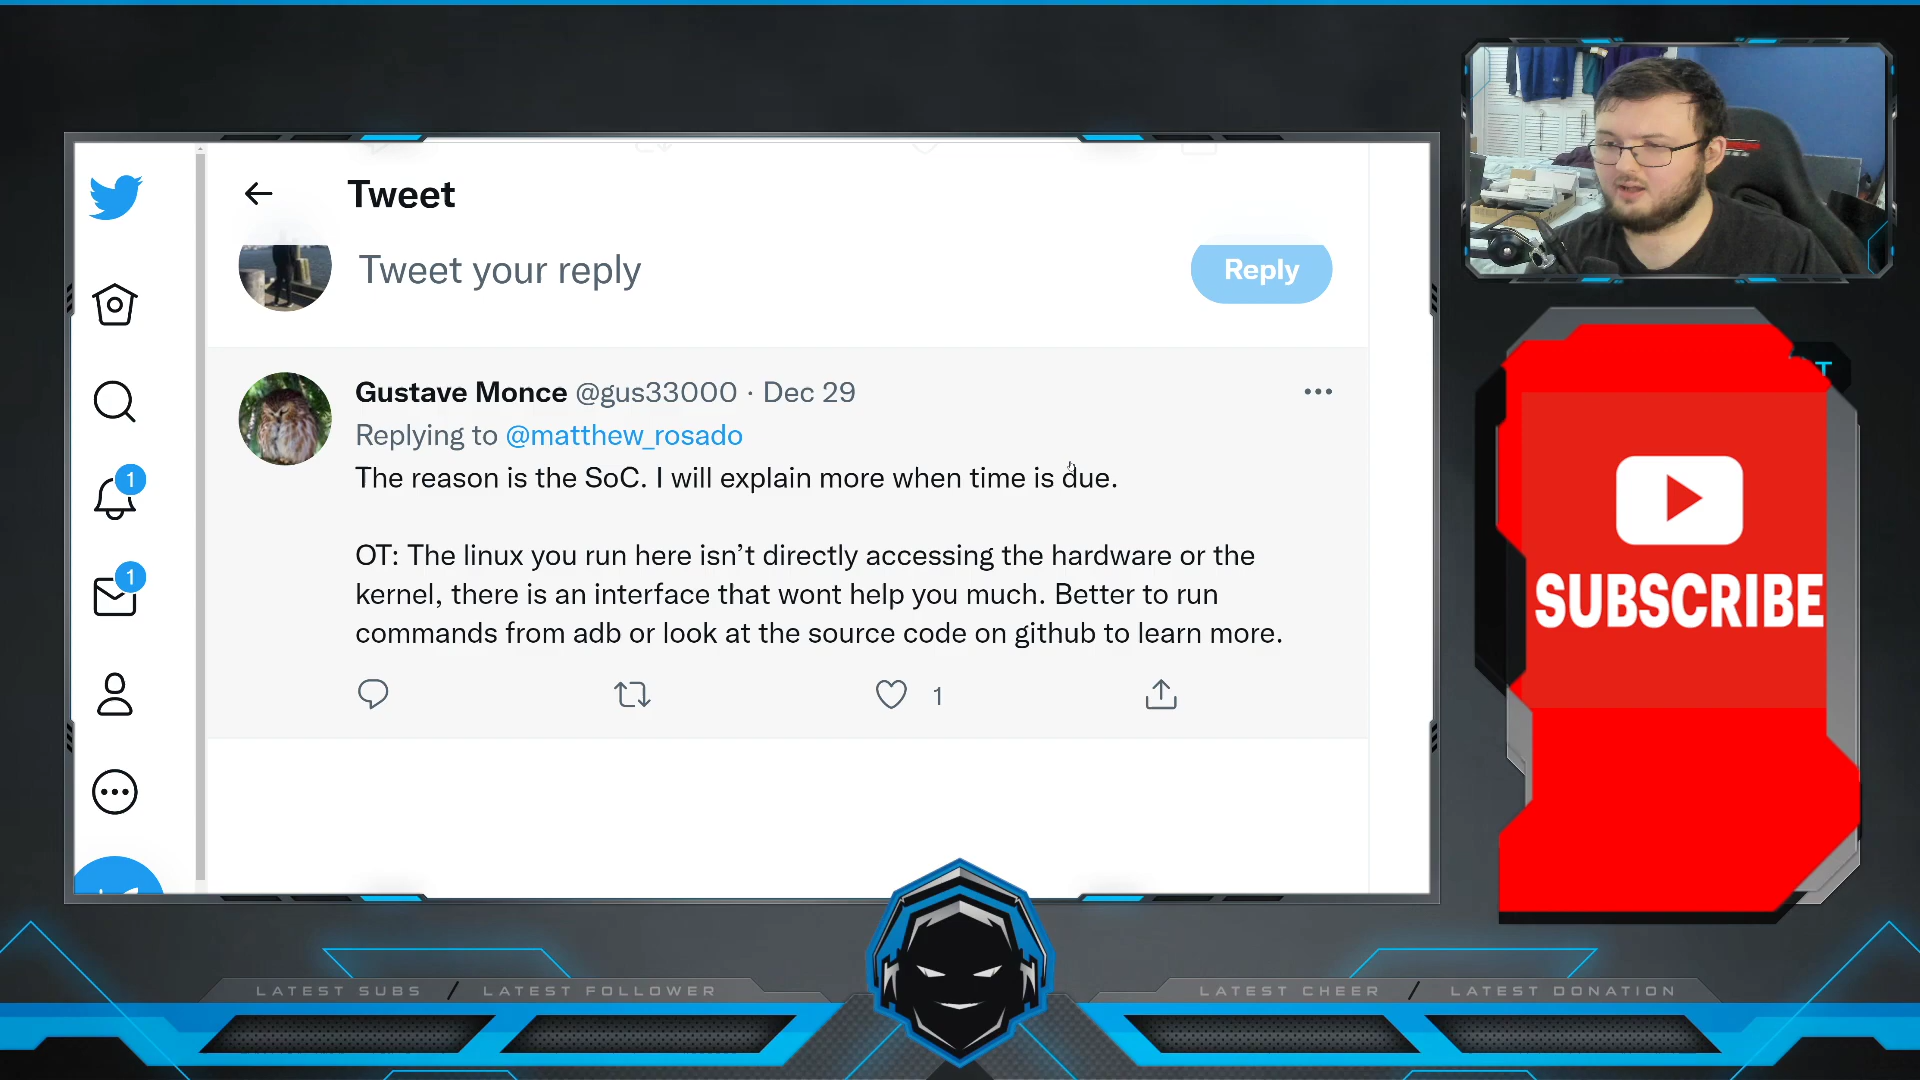 Tweet
Tweet your reply
Reply
Gustave Monce @gus33000 · Dec 29
Replying to @matthew_rosado
The reason is the SoC. I will explain more when time is due.
OT: The linux you run here isn’t directly accessing the hardware or the
kernel, there is an interface that wont help you much. Better to run
commands from adb or look at the source code on github to learn more.
1
1
1
SUBSCRIBE
LATEST SUBS / LATEST FOLLOWER
LATEST CHEER / LATEST DONATION